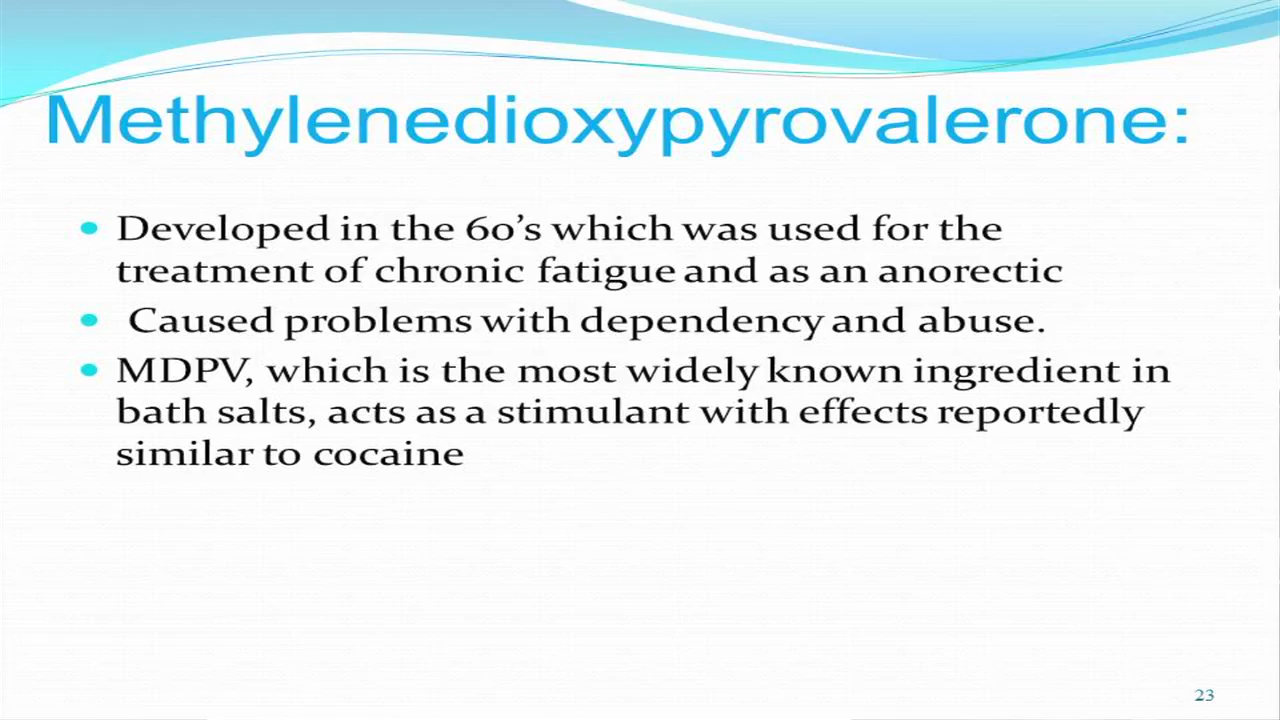 Methylenedioxypyrovalerone:
• Developed in the 60’s which was used for the
treatment of chronic fatigue and as an anorectic
• Caused problems with dependency and abuse.
• MDPV, which is the most widely known ingredient in
bath salts, acts as a stimulant with effects reportedly
similar to cocaine
23